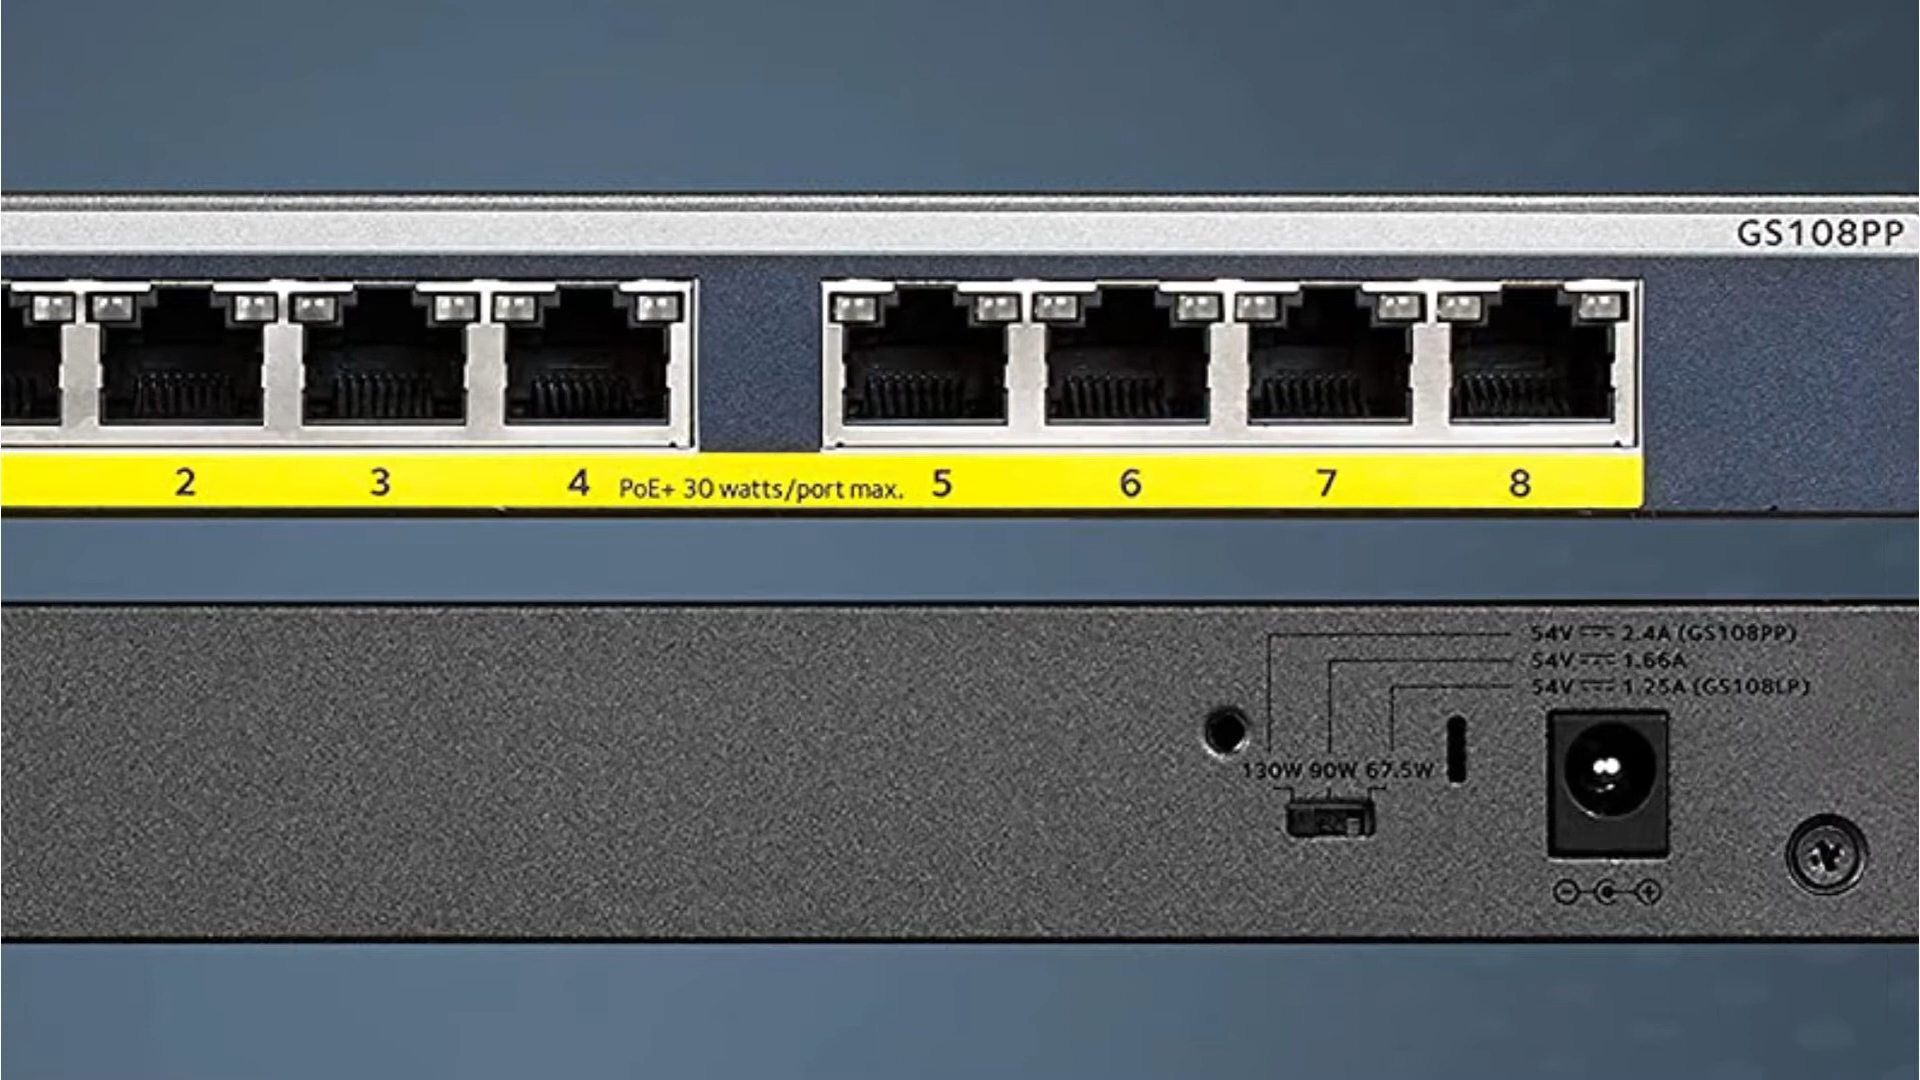 GS108PP
2 3 4 PoE+ 30 watts/port max. 5 6 7 8
54V 2.4A (GS108PP)
54V 1.66A
54V 1.25A (GS108LP)
130W 90W 67.5W